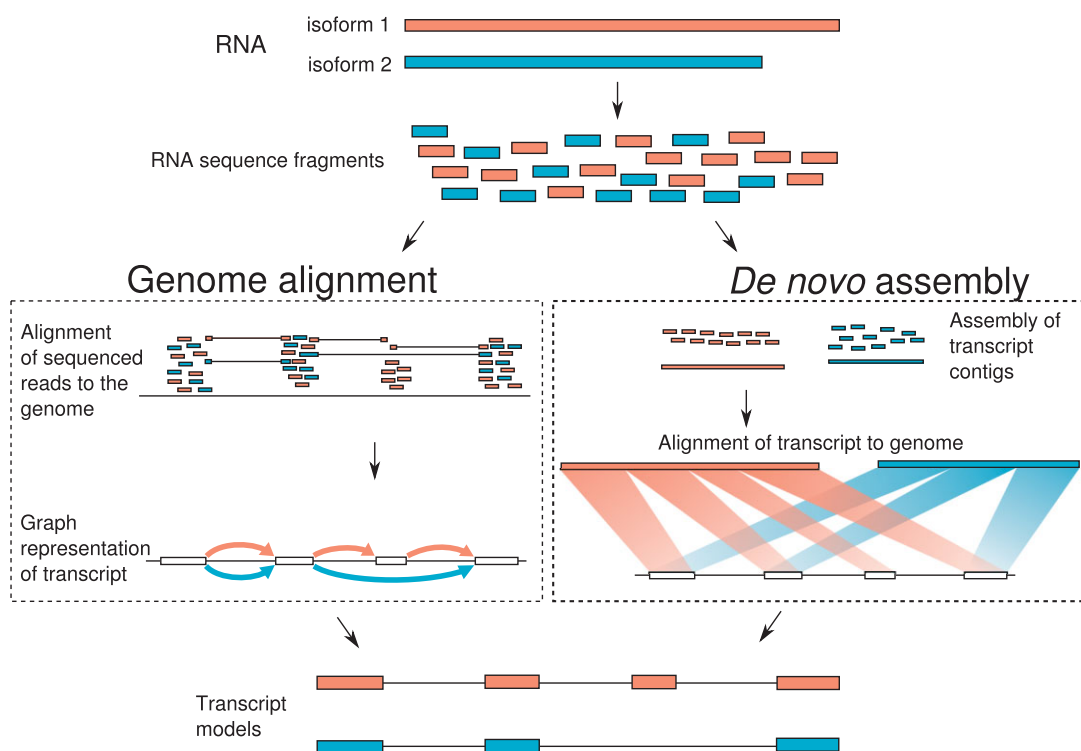 RNA
isoform 1
isoform 2
RNA sequence fragments
Genome alignment
De novo assembly
Alignment
of sequenced
reads to the
genome
Graph
representation
of transcript
Assembly of
transcript
contigs
Alignment of transcript to genome
Transcript
models